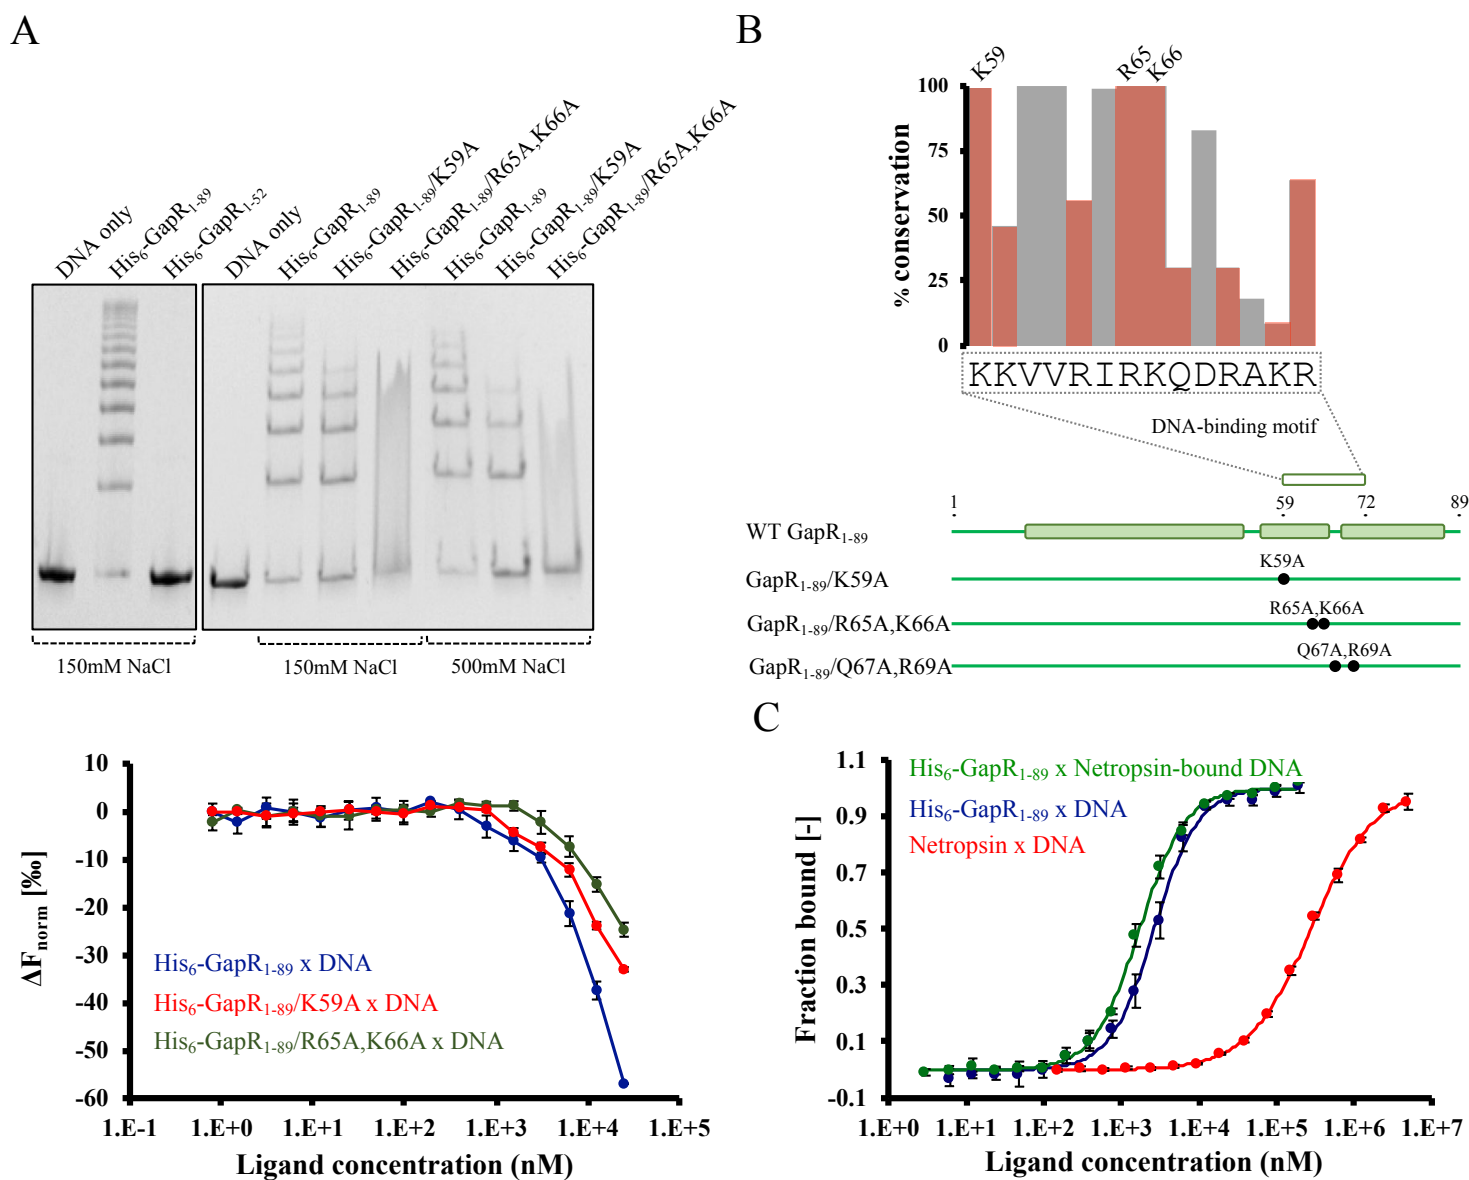 A
DNA only
His6-GapR1-89
His6-GapR1-52
DNA only
His6-GapR1-89
His6-GapR1-89/K59A
His6-GapR1-89/R65A,K66A
His6-GapR1-89
His6-GapR1-89/K59A
His6-GapR1-89/R65A,K66A
150mM NaCl
150mM NaCl
500mM NaCl
B
K59
R65
K66
% conservation
100
75
50
25
0
KKVVRIRKQDRAKR
DNA-binding motif
1
59
72
89
WT GapR1-89
GapR1-89/K59A
K59A
GapR1-89/R65A,K66A
R65A,K66A
GapR1-89/Q67A,R69A
Q67A,R69A
ΔFnorm [‰]
10
0
-10
-20
-30
-40
-50
-60
His6-GapR1-89 x DNA
His6-GapR1-89/K59A x DNA
His6-GapR1-89/R65A,K66A x DNA
1.E-1 1.E+0 1.E+1 1.E+2 1.E+3 1.E+4 1.E+5
Ligand concentration (nM)
C
Fraction bound [-]
1.1
0.9
0.7
0.5
0.3
0.1
-0.1
His6-GapR1-89 x Netropsin-bound DNA
His6-GapR1-89 x DNA
Netropsin x DNA
1.E+0 1.E+1 1.E+2 1.E+3 1.E+4 1.E+5 1.E+6 1.E+7
Ligand concentration (nM)